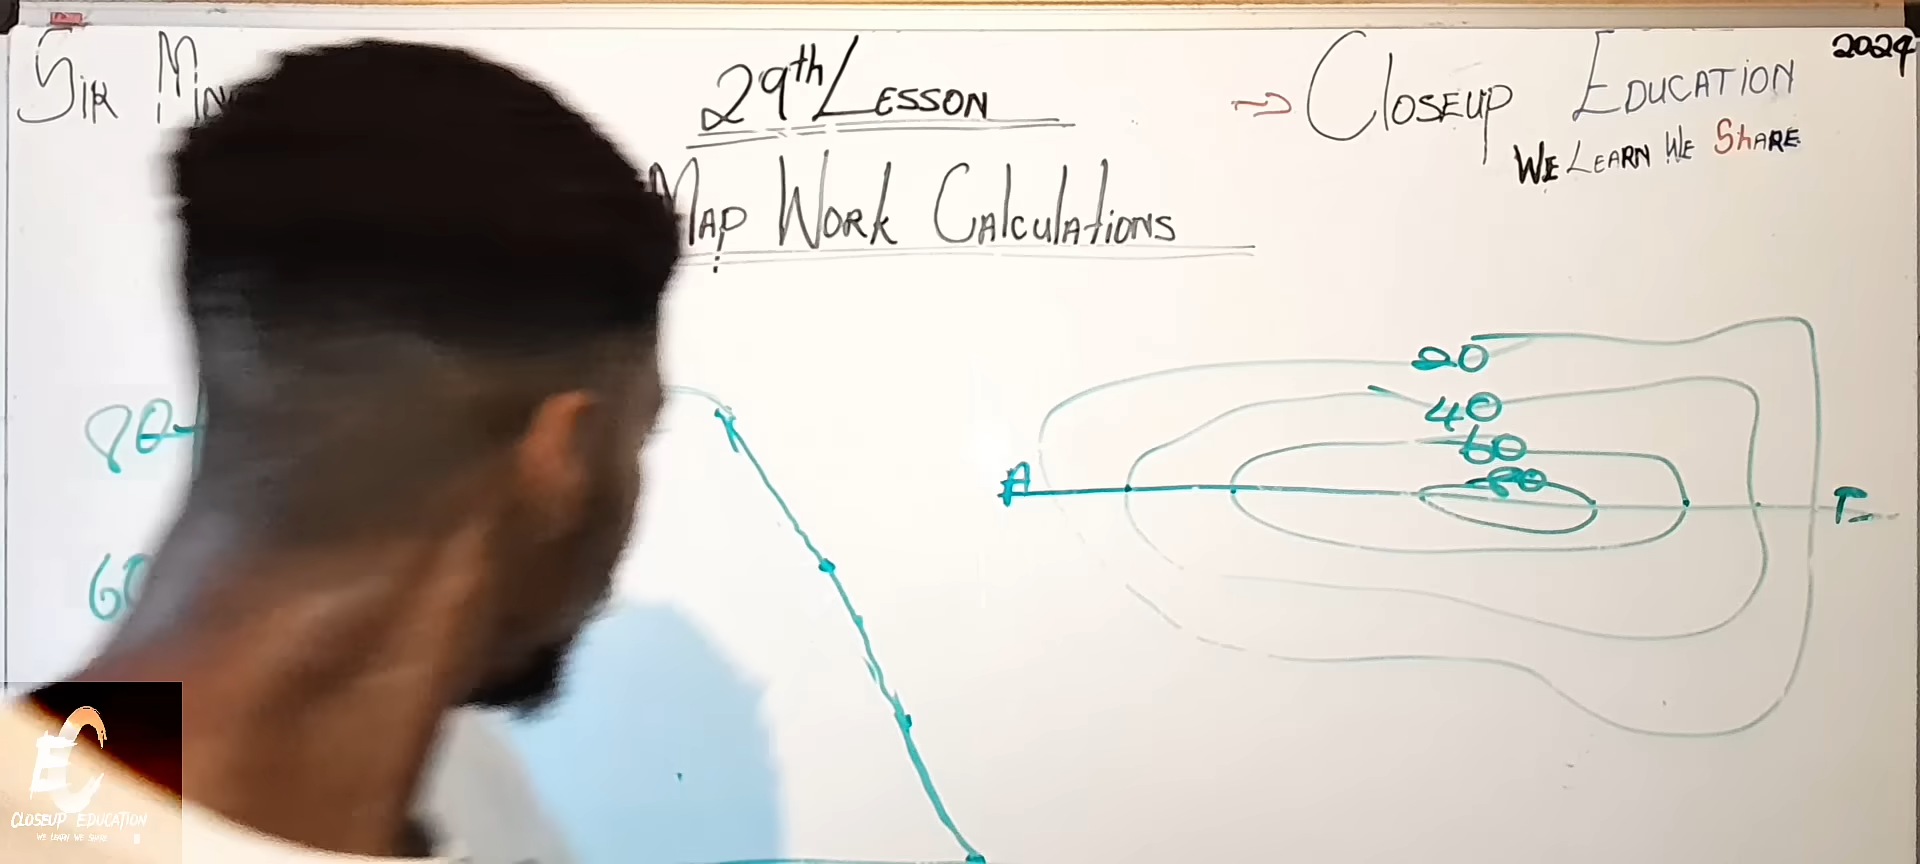 SIR
29th LESSON
MAP WORK CALCULATIONS
CLOSEUP EDUCATION
WE LEARN WE SHARE
2024
80
60
20
40
60
80
A
CLOSEUP EDUCATION
WE LEARN WE SHARE